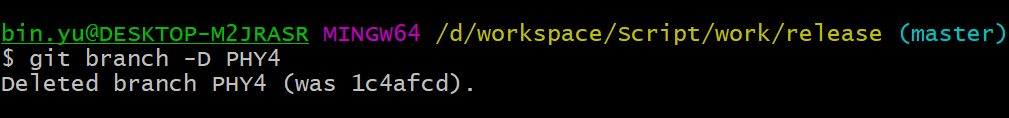 bin.yu@DESKTOP-M2JRASR MINGW64 /d/workspace/Script/work/release (master)
$ git branch -D PHY4
Deleted branch PHY4 (was 1c4afcd).